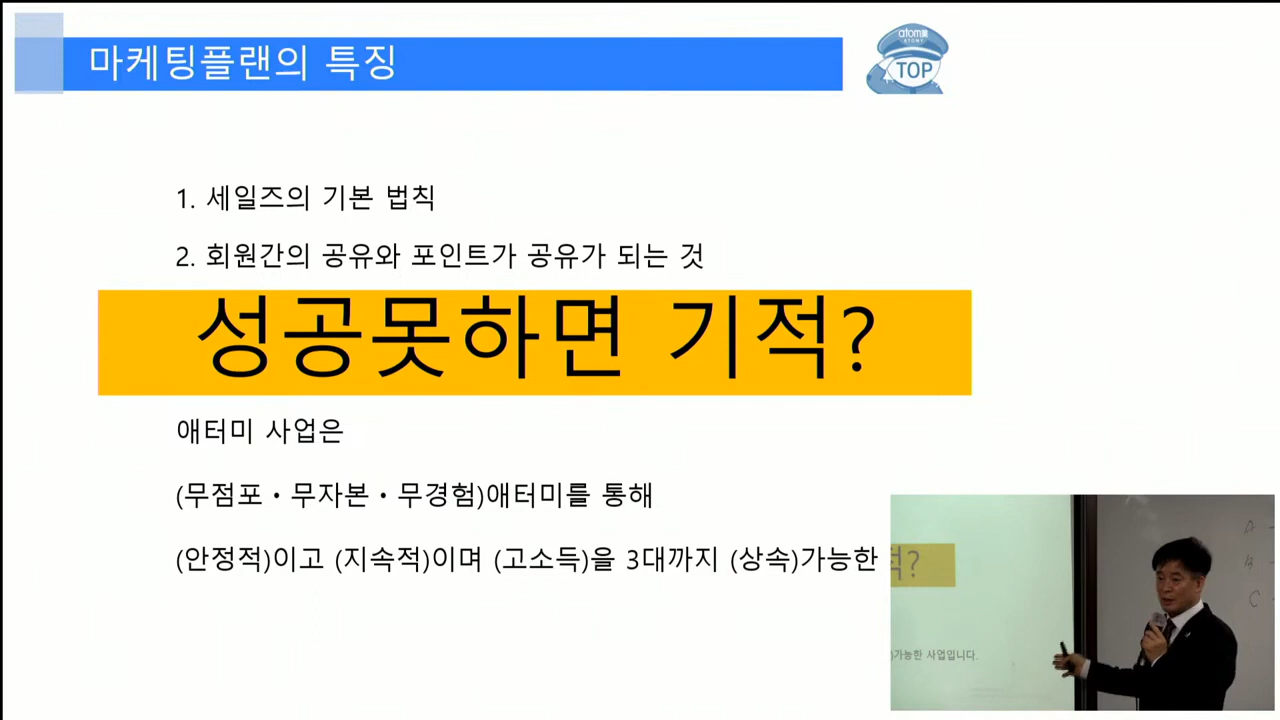 마케팅플랜의 특징
atom美
TOP
1. 세일즈의 기본 법칙
2. 회원간의 공유와 포인트가 공유가 되는 것
성공못하면 기적?
애터미 사업은
(무점포·무자본·무경험)애터미를 통해
(안정적)이고 (지속적)이며 (고소득)을 3대까지 (상속)가능한
적?
)가능한 사업입니다.
A
C